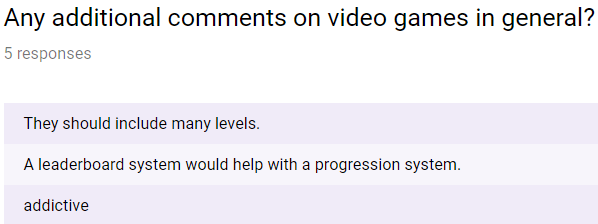 Any additional comments on video games in general?
5 responses
They should include many levels.
A leaderboard system would help with a progression system.
addictive